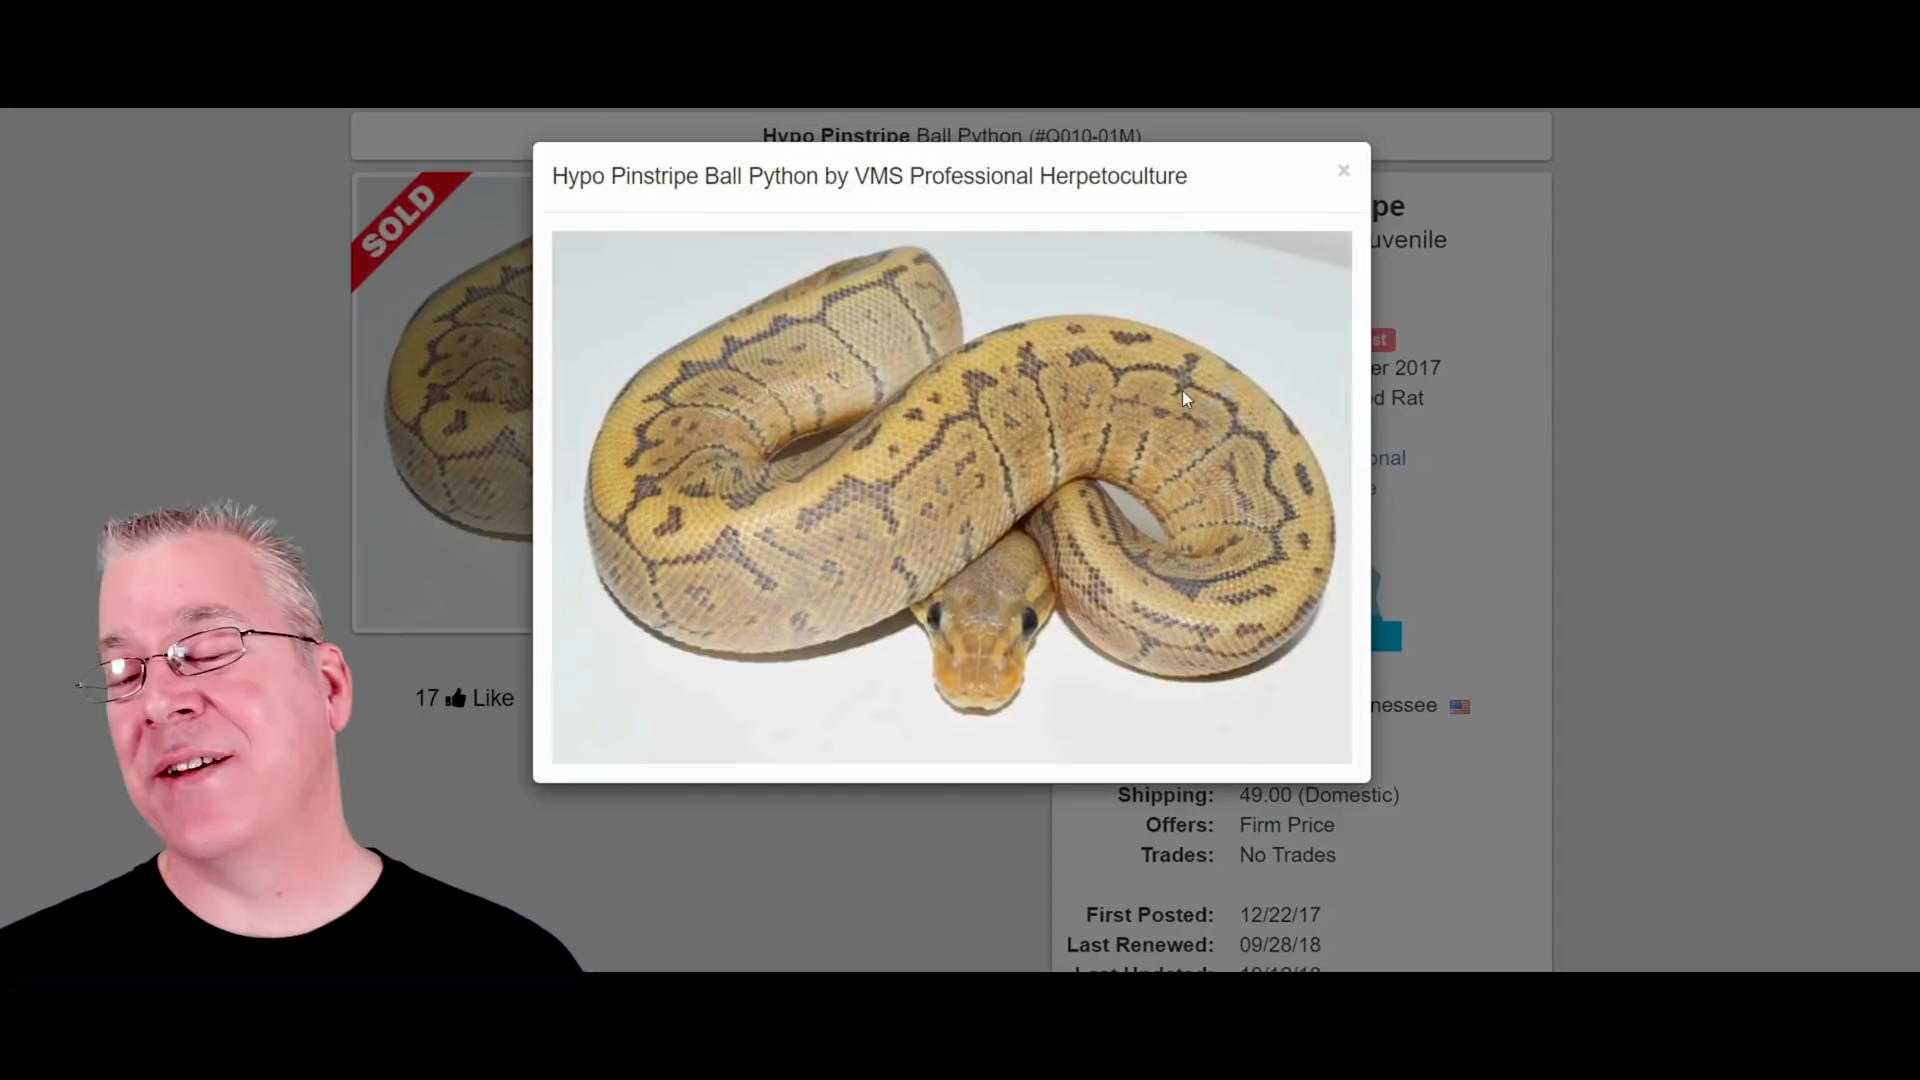 Hypo Pinstripe Ball Python (#Q010-01M)
Hypo Pinstripe Ball Python by VMS Professional Herpetoculture
×
SOLD
pe
uvenile
st
er 2017
d Rat
onal
e
17 Like
nessee
Shipping: 49.00 (Domestic)
Offers: Firm Price
Trades: No Trades
First Posted: 12/22/17
Last Renewed: 09/28/18